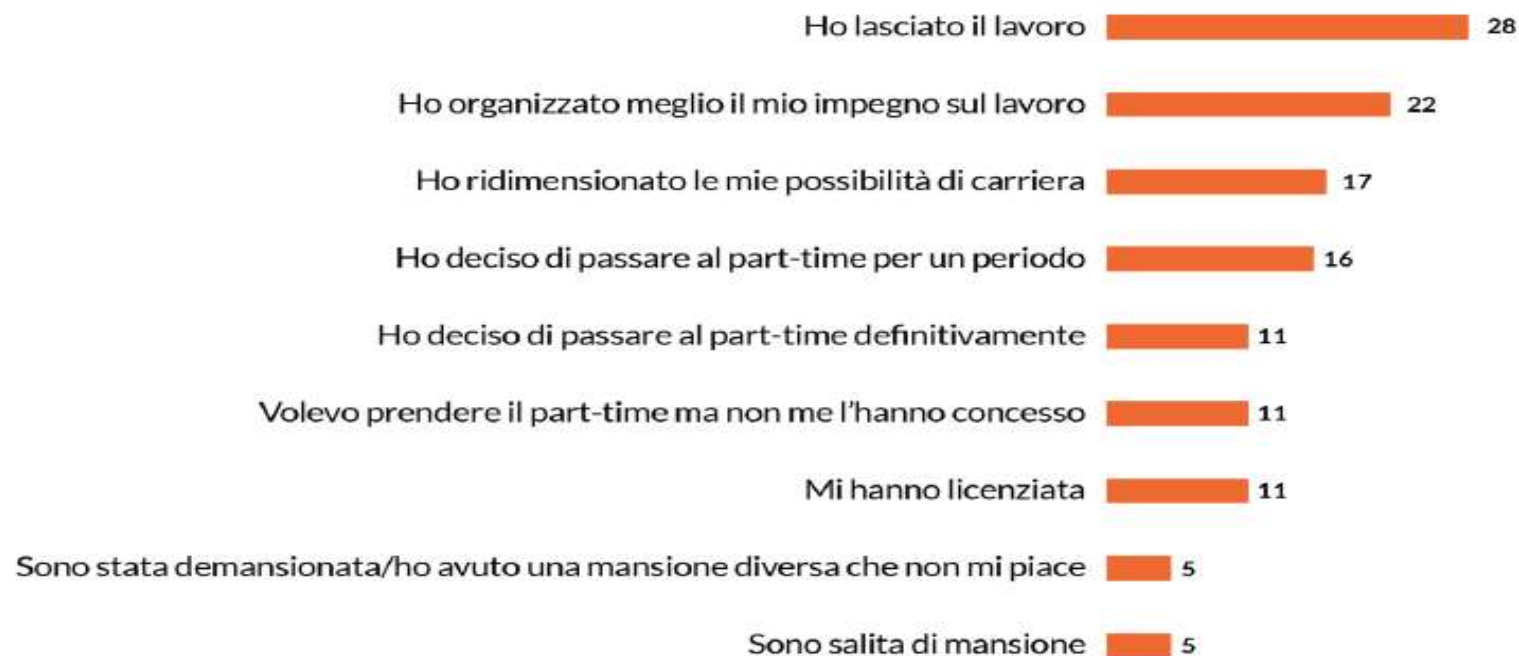 Ho lasciato il lavoro 28
Ho organizzato meglio il mio impegno sul lavoro 22
Ho ridimensionato le mie possibilità di carriera 17
Ho deciso di passare al part-time per un periodo 16
Ho deciso di passare al part-time definitivamente 11
Volevo prendere il part-time ma non me l’hanno concesso 11
Mi hanno licenziata 11
Sono stata demansionata/ho avuto una mansione diversa che non mi piace 5
Sono salita di mansione 5